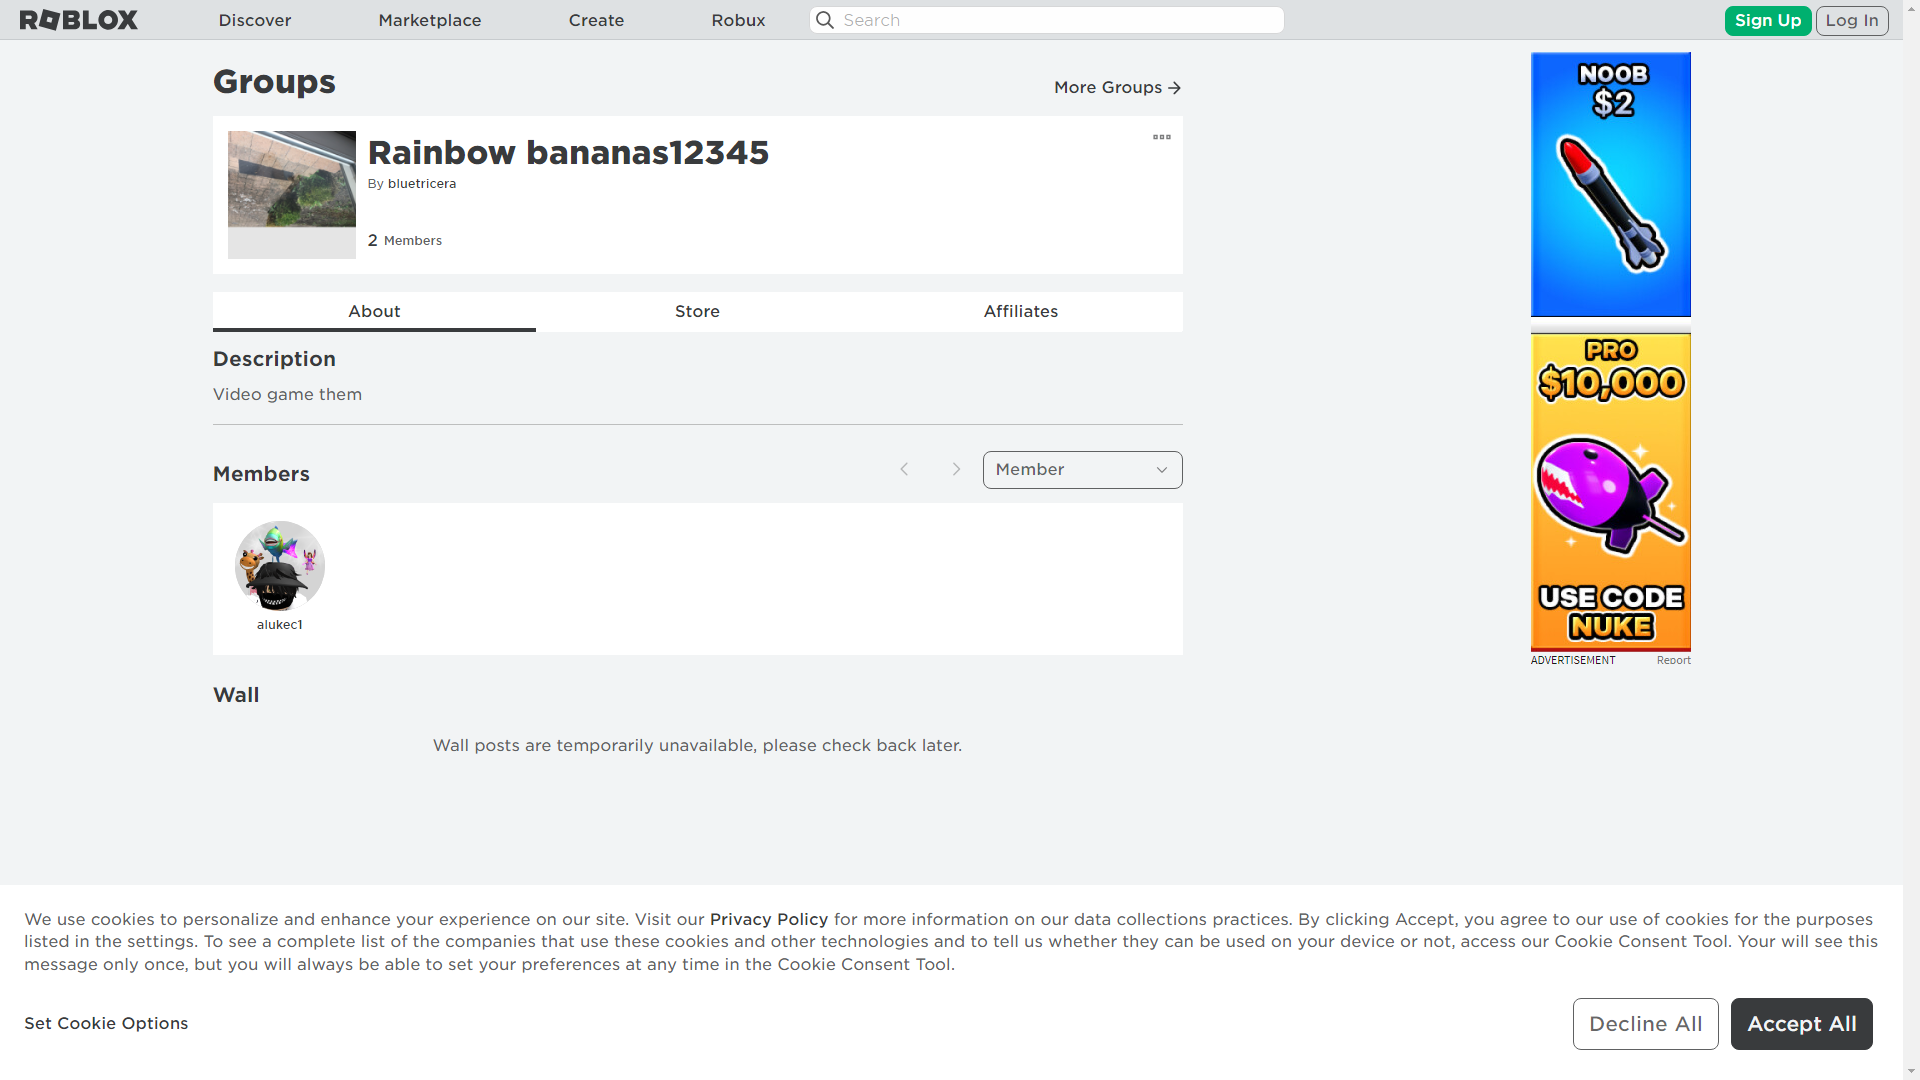 ROBLOX
Discover
Marketplace
Create
Robux
Search
Sign Up
Log In
Groups
More Groups
Rainbow bananas12345
By bluetricera
2 Members
About
Store
Affiliates
Description
Video game them
Members
Member
alukec1
Wall
Wall posts are temporarily unavailable, please check back later.
NOOB
$2
PRO
$10,000
USE CODE
NUKE
ADVERTISEMENT
Report
We use cookies to personalize and enhance your experience on our site. Visit our Privacy Policy for more information on our data collections practices. By clicking Accept, you agree to our use of cookies for the purposes
listed in the settings. To see a complete list of the companies that use these cookies and other technologies and to tell us whether they can be used on your device or not, access our Cookie Consent Tool. Your will see this
message only once, but you will always be able to set your preferences at any time in the Cookie Consent Tool.
Set Cookie Options
Decline All
Accept All